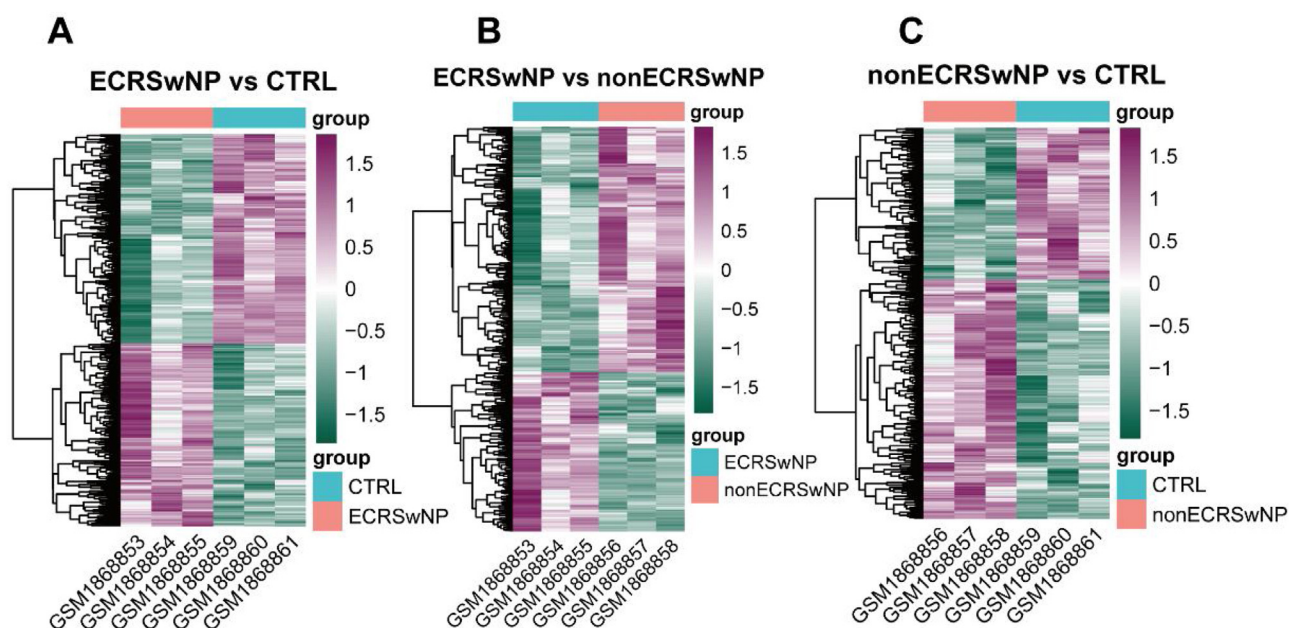 A
ECRSwNP vs CTRL
group
1.5
1
0.5
0
−0.5
−1
−1.5
group
CTRL
ECRSwNP
GSM1868853
GSM1868854
GSM1868855
GSM1868859
GSM1868860
GSM1868861
B
ECRSwNP vs nonECRSwNP
group
1.5
1
0.5
0
−0.5
−1
−1.5
group
ECRSwNP
nonECRSwNP
GSM1868853
GSM1868854
GSM1868855
GSM1868856
GSM1868857
GSM1868858
C
nonECRSwNP vs CTRL
group
1.5
1
0.5
0
−0.5
−1
−1.5
group
CTRL
nonECRSwNP
GSM1868856
GSM1868857
GSM1868858
GSM1868859
GSM1868860
GSM1868861